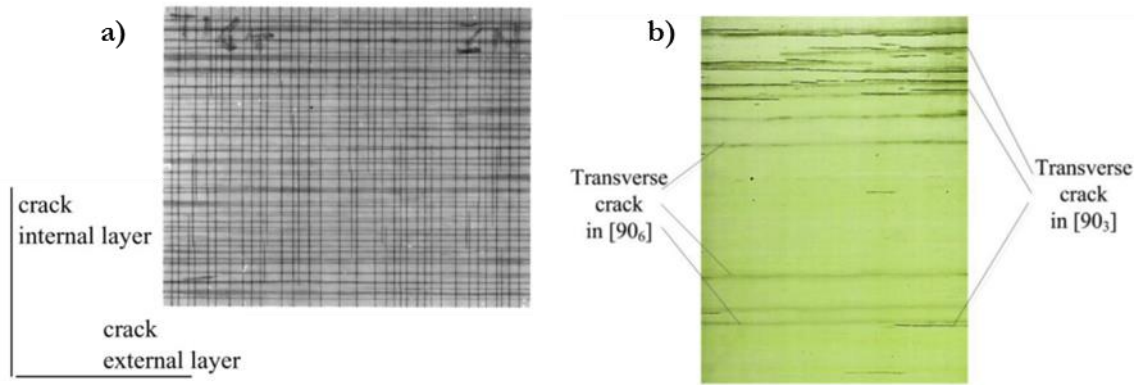 a)
crack
internal layer
crack
external layer
b)
Transverse
crack
in [90₆]
Transverse
crack
in [90₃]